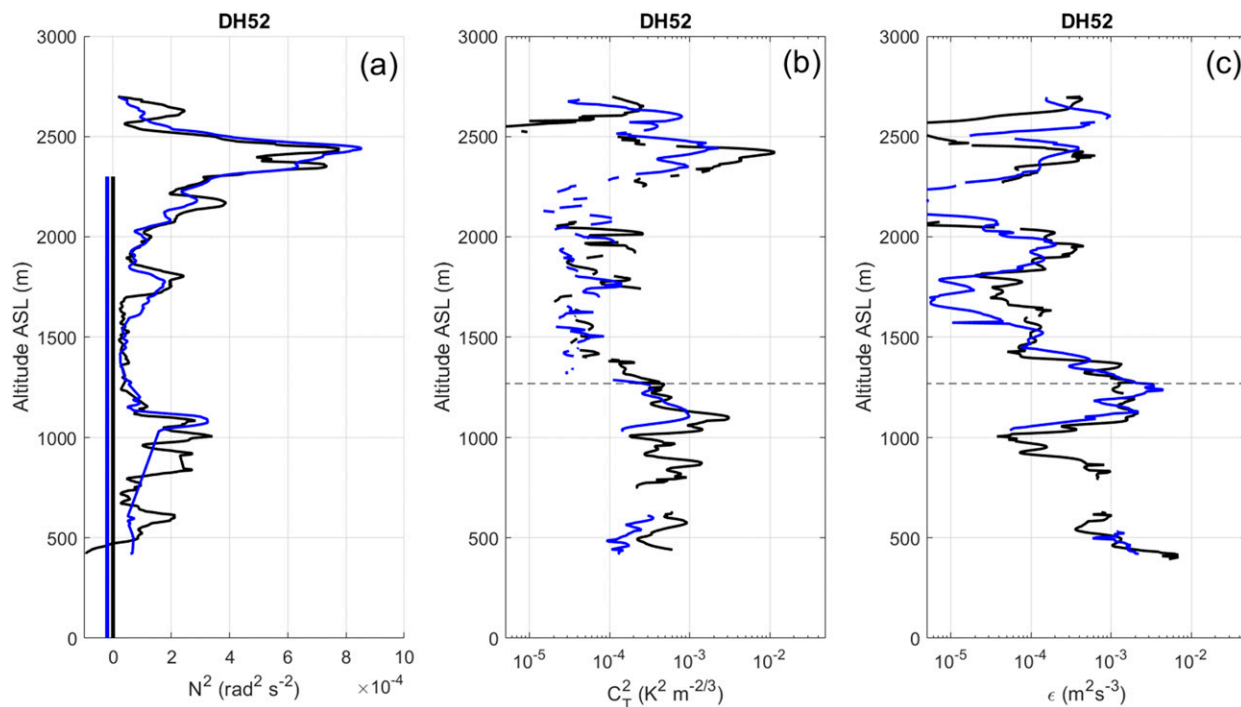 DH52 DH52 DH52
(a) (b) (c)
3000 3000 3000
2500 2500 2500
2000 2000 2000
1500 1500 1500
1000 1000 1000
500 500 500
0 0 0
Altitude ASL (m) Altitude ASL (m) Altitude ASL (m)
0 2 4 6 8 10
×10⁻⁴
N² (rad² s⁻²)
10⁻⁵ 10⁻⁴ 10⁻³ 10⁻²
C_T² (K² m⁻²ᐟ³)
10⁻⁵ 10⁻⁴ 10⁻³ 10⁻²
ϵ (m²s⁻³)